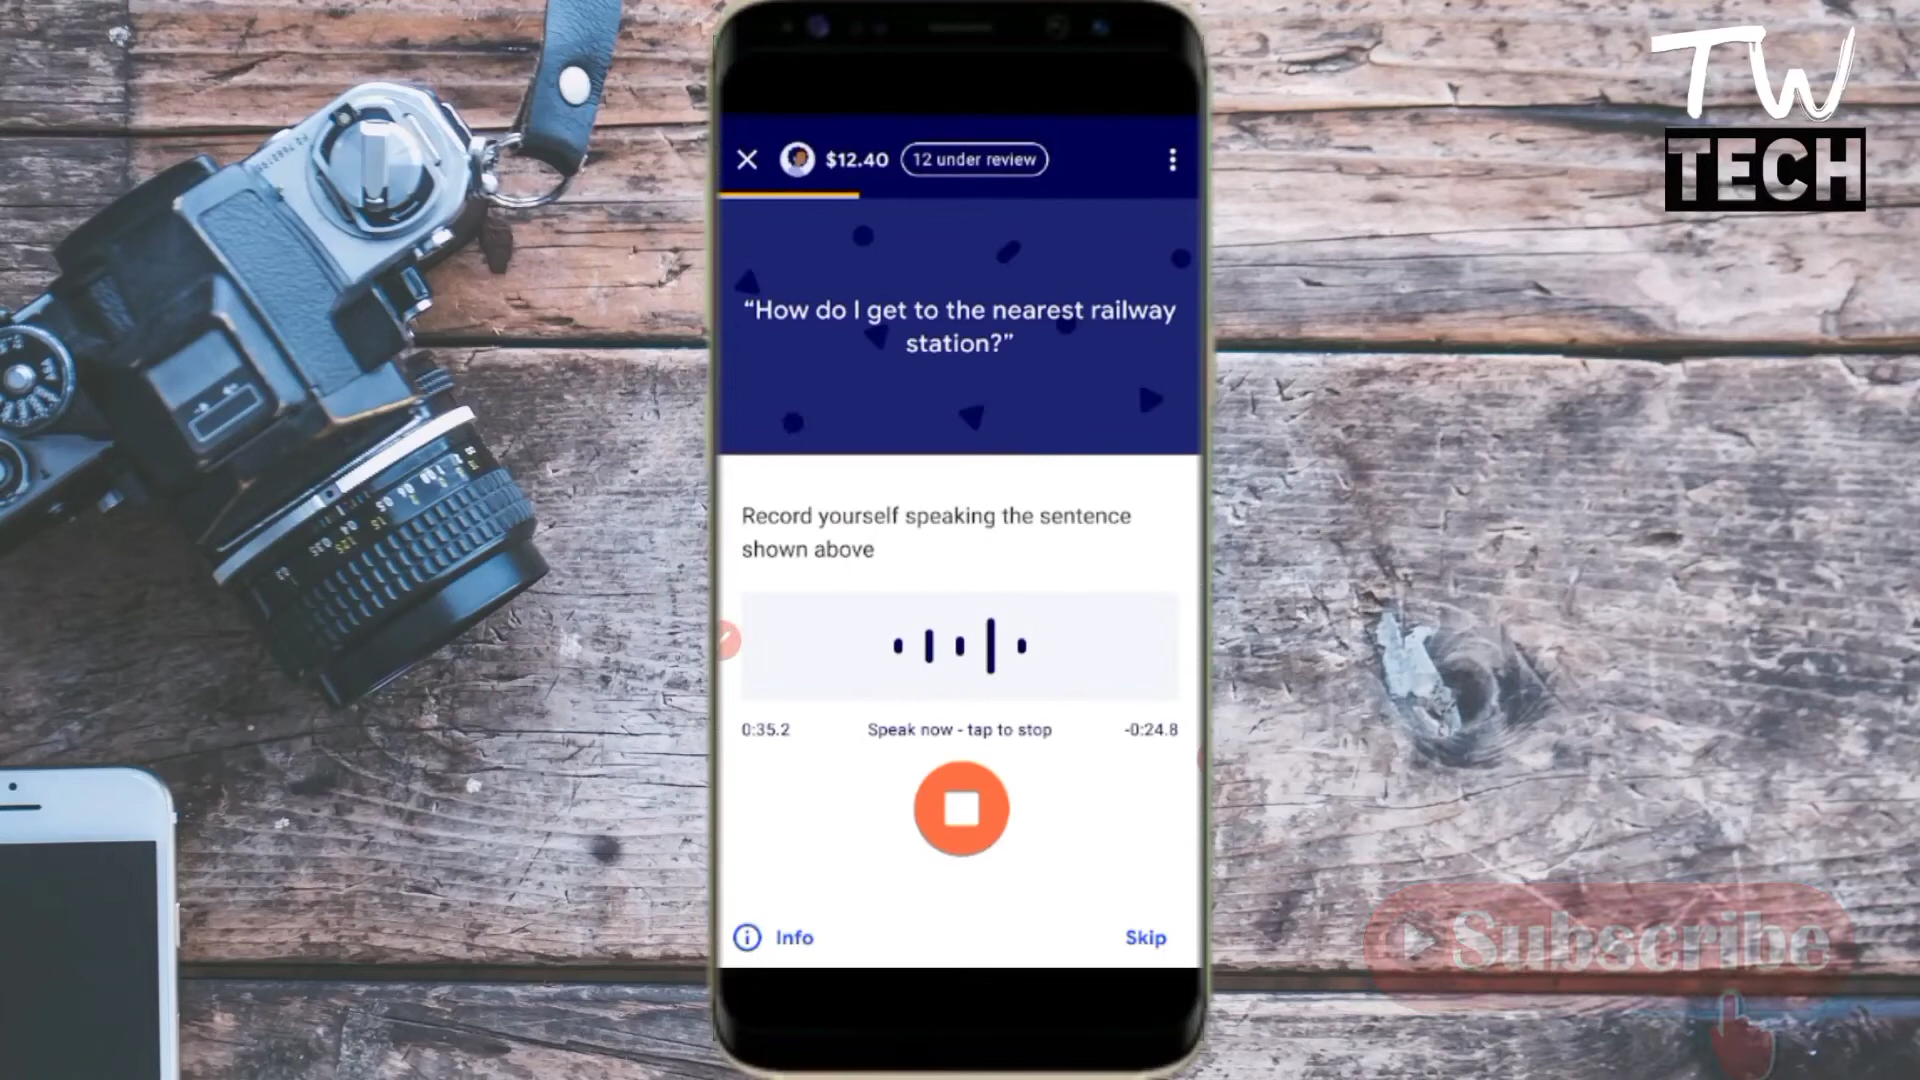 TW
TECH
$12.40
12 under review
“How do I get to the nearest railway
station?”
Record yourself speaking the sentence
shown above
0:35.2
Speak now - tap to stop
-0:24.8
Info
Skip
Subscribe